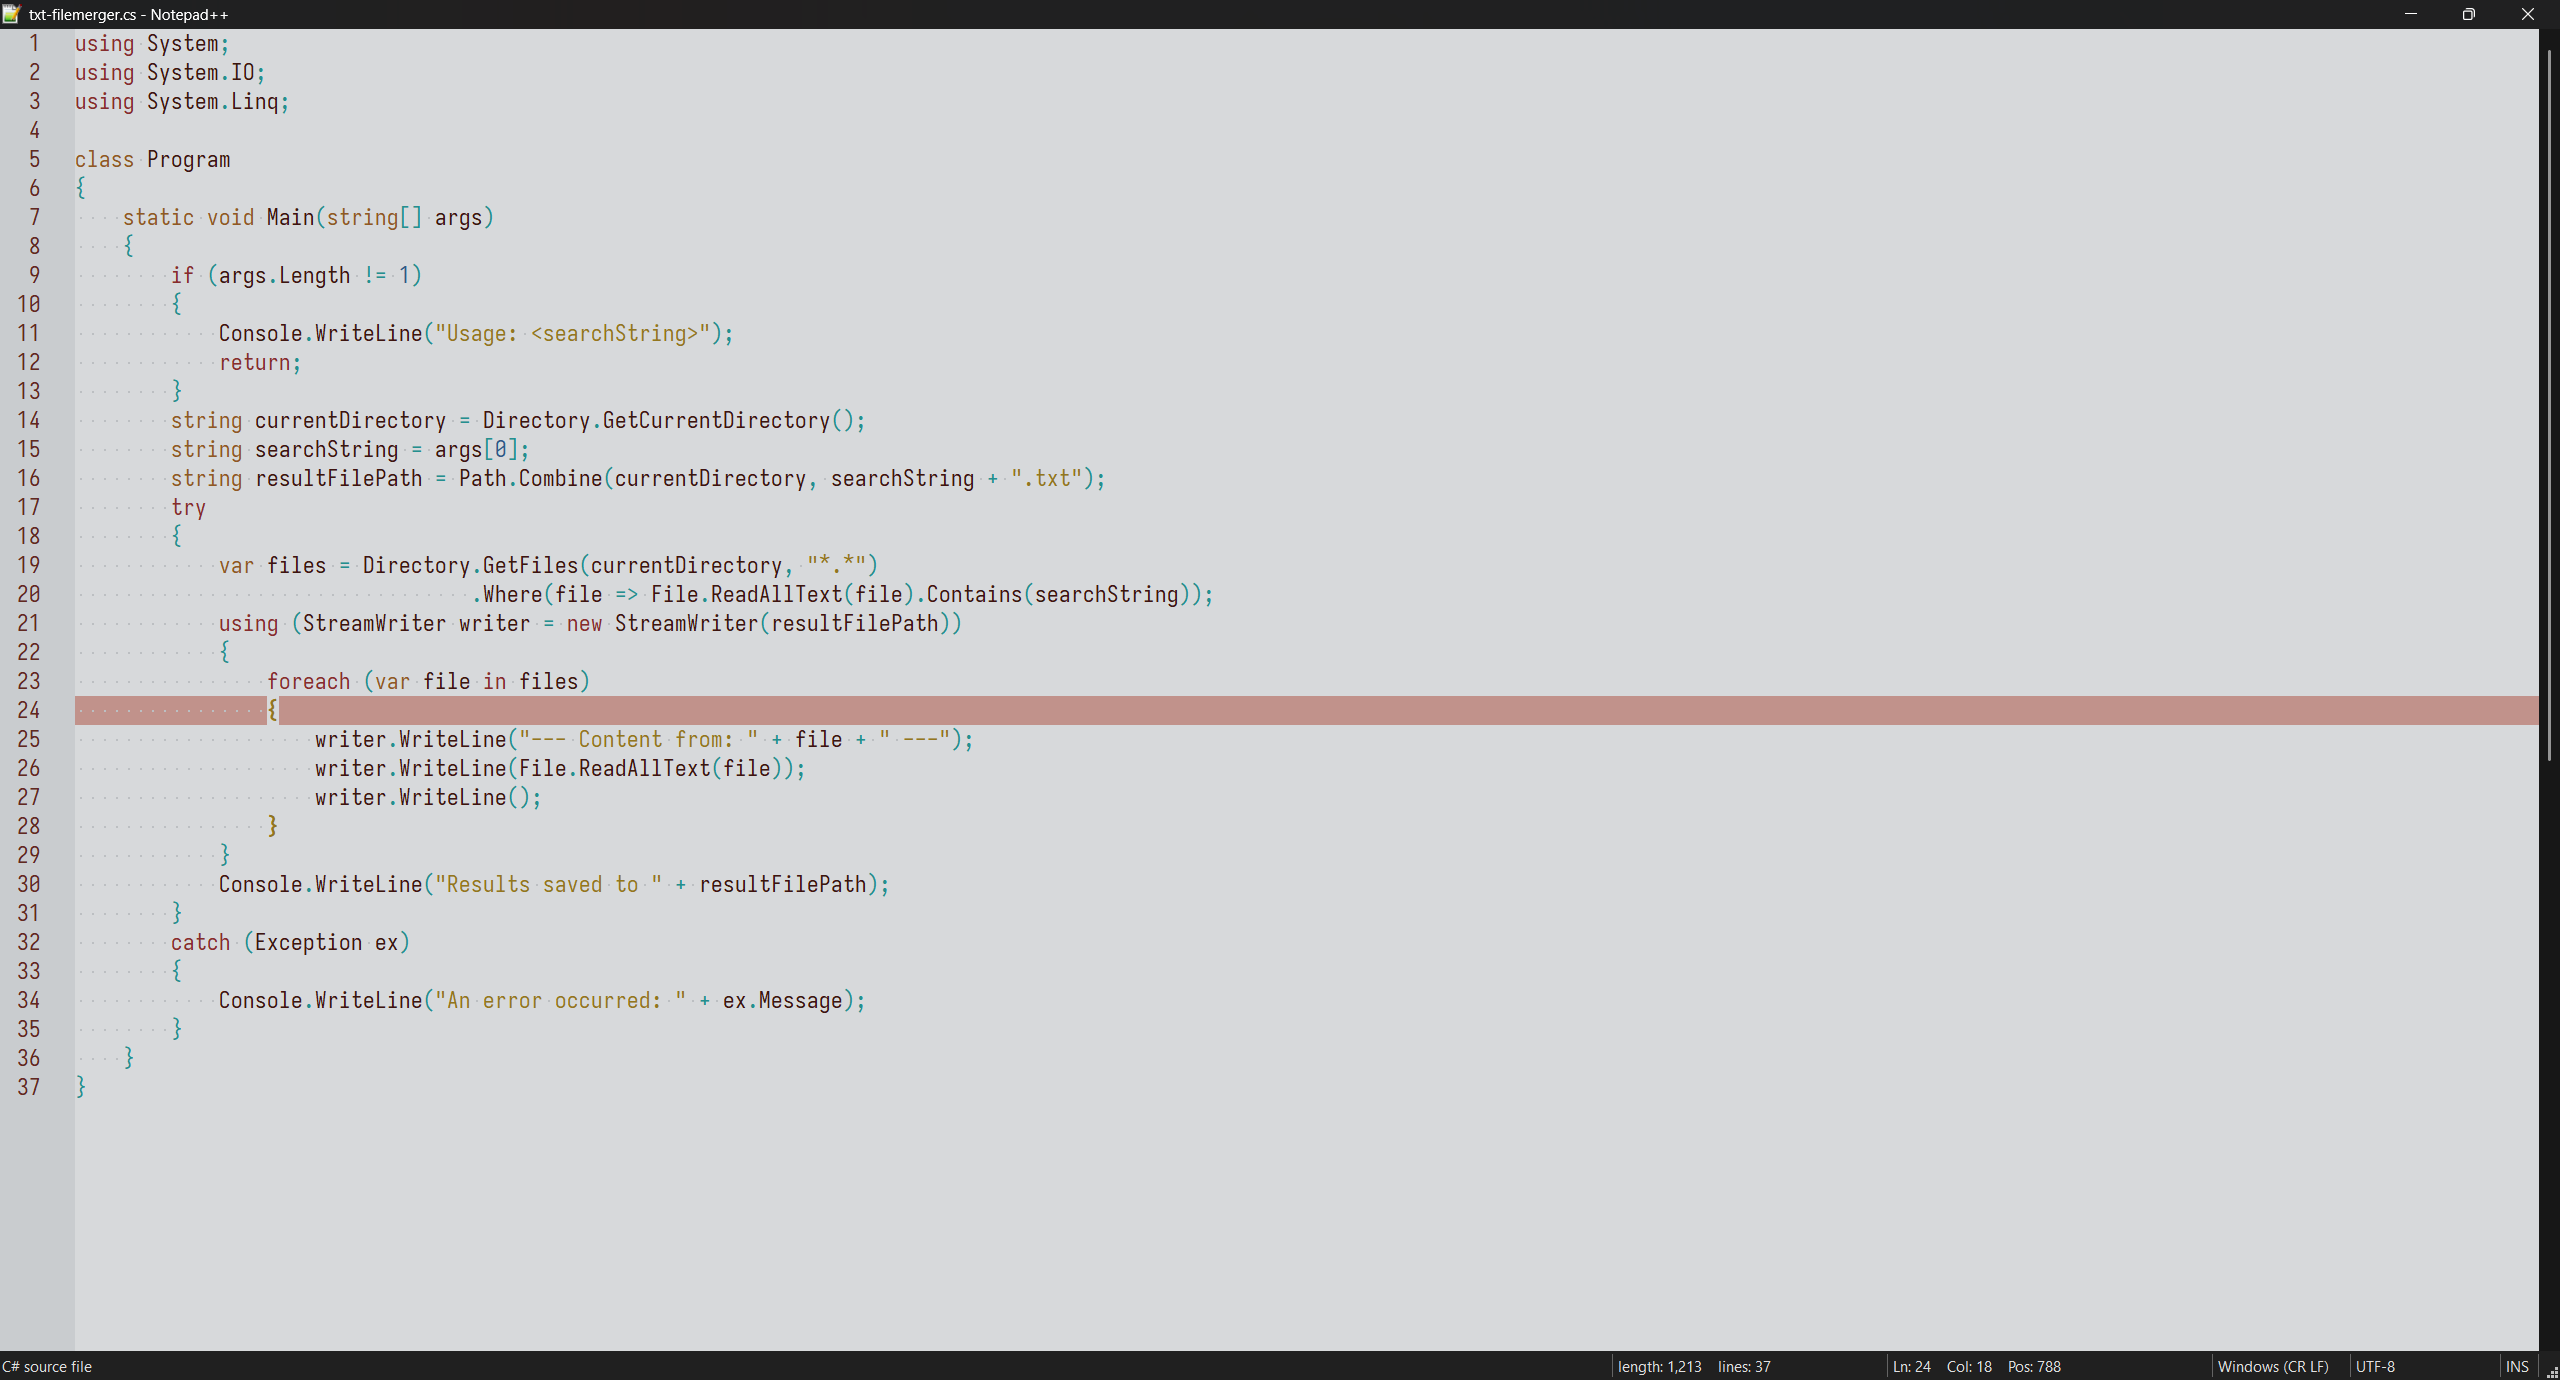 txt-filemerger.cs - Notepad++
1 using System;
2 using System.IO;
3 using System.Linq;
4
5 class Program
6 {
7     static void Main(string[] args)
8     {
9         if (args.Length != 1)
10         {
11             Console.WriteLine("Usage: <searchString>");
12             return;
13         }
14         string currentDirectory = Directory.GetCurrentDirectory();
15         string searchString = args[0];
16         string resultFilePath = Path.Combine(currentDirectory, searchString + ".txt");
17         try
18         {
19             var files = Directory.GetFiles(currentDirectory, "*.*")
20                                  .Where(file => File.ReadAllText(file).Contains(searchString));
21             using (StreamWriter writer = new StreamWriter(resultFilePath))
22             {
23                 foreach (var file in files)
24                 {
25                     writer.WriteLine("--- Content from: " + file + " ---");
26                     writer.WriteLine(File.ReadAllText(file));
27                     writer.WriteLine();
28                 }
29             }
30             Console.WriteLine("Results saved to " + resultFilePath);
31         }
32         catch (Exception ex)
33         {
34             Console.WriteLine("An error occurred: " + ex.Message);
35         }
36     }
37 }
C# source file length: 1,213 lines: 37 Ln: 24 Col: 18 Pos: 788 Windows (CR LF) UTF-8 INS